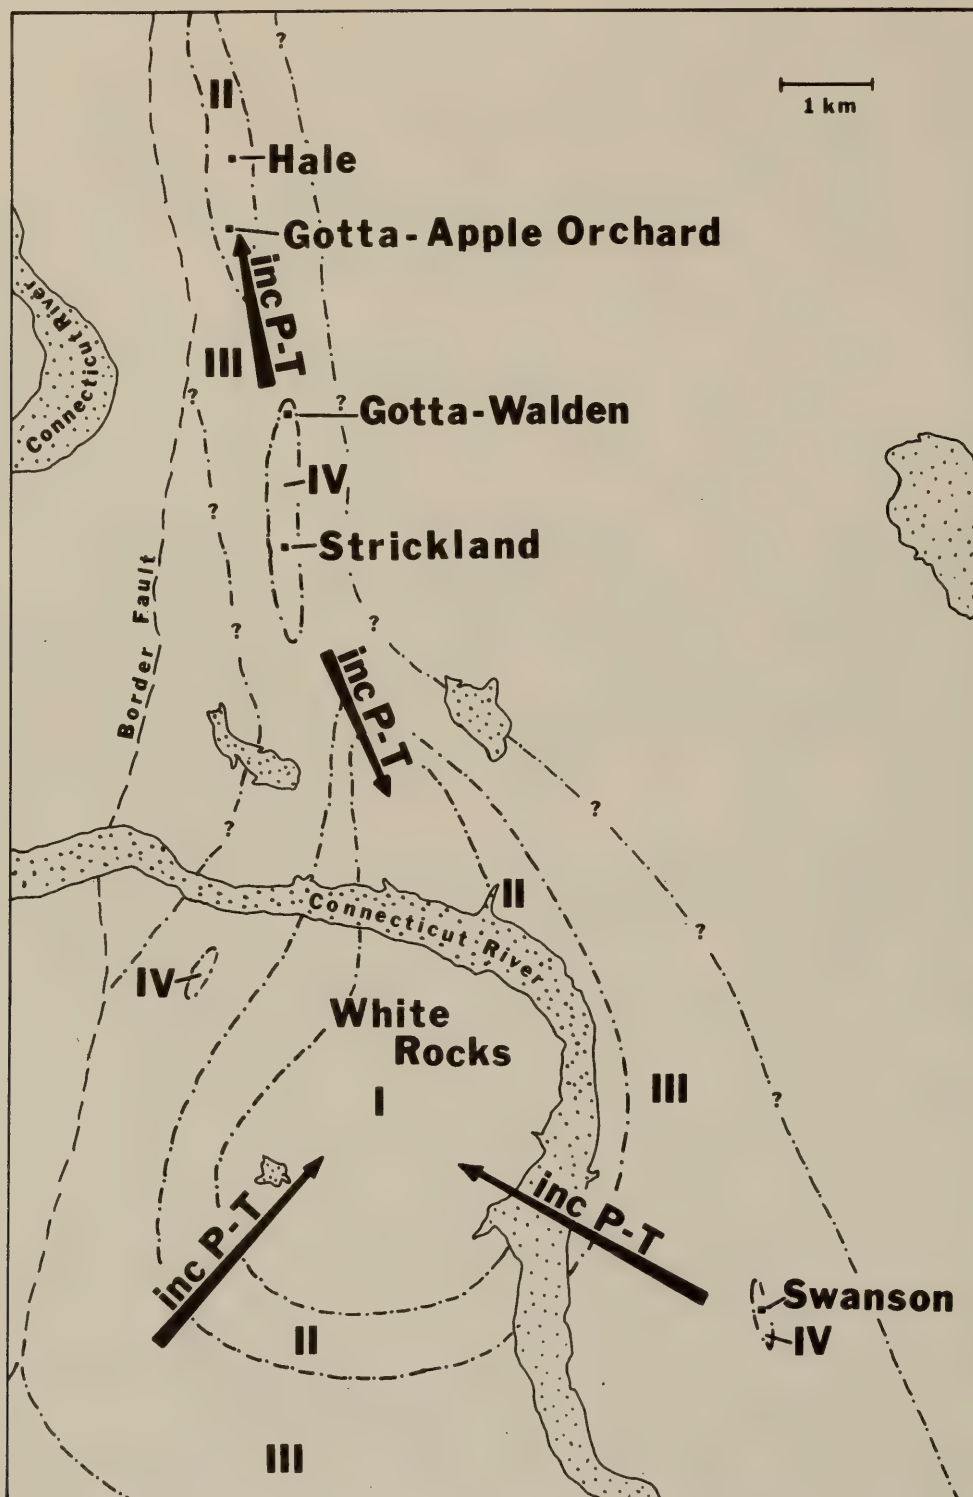 ?
II
1 km
Hale
Gotta-Apple Orchard
inc P-T
Connecticut River
III
?
?
Gotta-Walden
IV
?
Strickland
Border Fault
?
?
inc P-T
?
?
II
Connecticut River
?
IV
White
Rocks
I
III
?
inc P-T
inc P-T
Swanson
IV
II
III